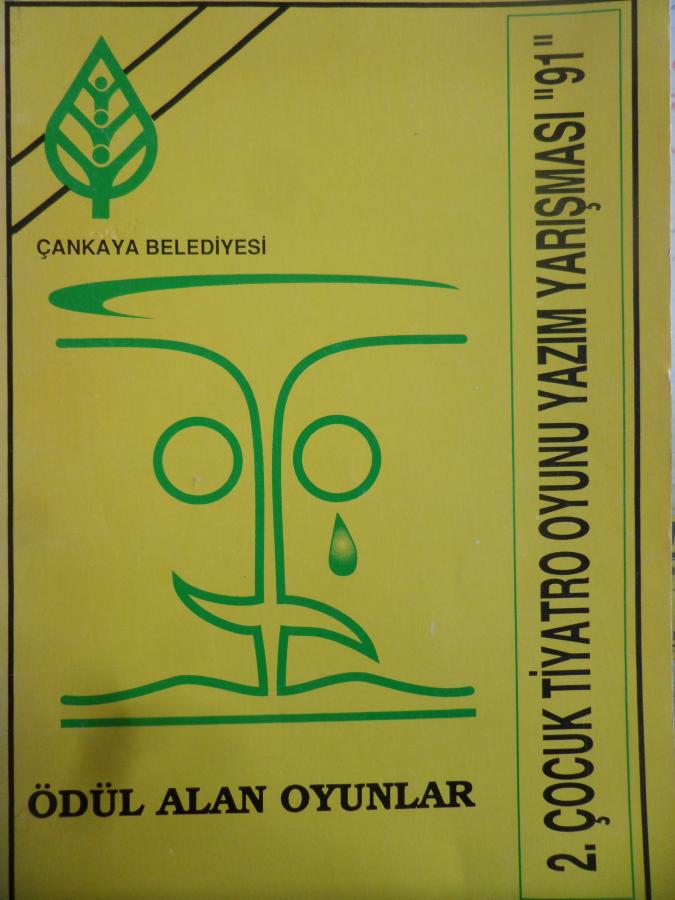 ÇANKAYA BELEDİYESİ
ÖDÜL ALAN OYUNLAR
2. ÇOCUK TİYATRO OYUNU YAZIM YARIŞMASI "91"